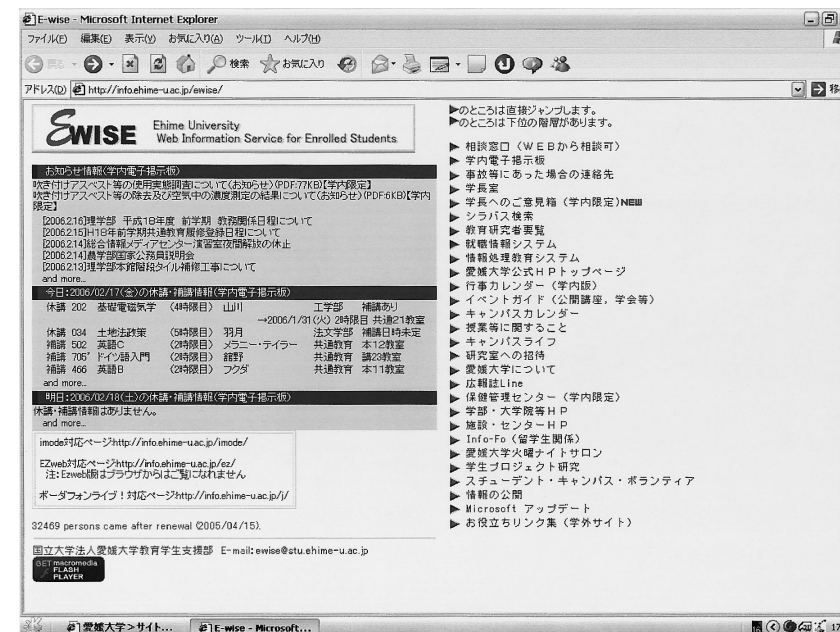 E-wise - Microsoft Internet Explorer
ファイル(F) 編集(E) 表示(V) お気に入り(A) ツール(T) ヘルプ(H)
戻る 検索 お気に入り
アドレス(D) http://info.ehime-u.ac.jp/ewise/ 移
EWISE Ehime University
Web Information Service for Enrolled Students
お知らせ情報(学内電子掲示板)
吹き付けアスベスト等の使用実態調査について(お知らせ)(PDF:77KB)【学内限定】
吹き付けアスベスト等の除去及び空気中の濃度測定の結果について(お知らせ)(PDF:6KB)【学内
限定】
[2006.2.16]理学部 平成18年度 前学期 教務関係日程について
[2006.2.15]H18年前学期共通教育履修登録日程について
[2006.2.14]総合情報メディアセンター演習室夜間解放の休止
[2006.2.14]農学部国家公務員説明会
[2006.2.13]理学部本館階段タイル補修工事について
and more...
今日:2006/02/17(金)の休講・補講情報(学内電子掲示板)
休講 202 基礎電磁気学 (4時限目) 山川 工学部 補講あり
→2006/1/31(火) 2時限目 共通21教室
休講 034 土地法政策 (5時限目) 羽月 法文学部 補講日時未定
補講 502 英語C (2時限目) メラニー・テイラー 共通教育 本12教室
補講 706' ドイツ語入門 (2時限目) 舘野 共通教育 講23教室
補講 466 英語B (2時限目) フクダ 共通教育 本11教室
and more...
明日:2006/02/18(土)の休講・補講情報(学内電子掲示板)
休講・補講情報はありません。
and more...
imode対応ページhttp://info.ehime-u.ac.jp/imode/
EZweb対応ページhttp://info.ehime-u.ac.jp/ez/
注:Ezweb版はブラウザからはご覧になれません
ボーダフォンライブ!対応ページhttp://info.ehime-u.ac.jp/j/
32469 persons came after renewal (2005/04/15).
国立大学法人愛媛大学教育学生支援部 E-mail:ewise@stu.ehime-u.ac.jp
GET macromedia
FLASH
PLAYER
▶のところは直接ジャンプします。
▶のところは下位の階層があります。
▶ 相談窓口(WEBから相談可)
▶ 学内電子掲示板
▶ 事故等にあった場合の連絡先
▶ 学長室
▶ 学長へのご意見箱(学内限定)NEW
▶ シラバス検索
▶ 教育研究者要覧
▶ 就職情報システム
▶ 情報処理教育システム
▶ 愛媛大学公式HPトップページ
▶ 行事カレンダー(学内版)
▶ イベントガイド(公開講座,学会等)
▶ キャンパスカレンダー
▶ 授業等に関すること
▶ キャンパスライフ
▶ 研究室への招待
▶ 愛媛大学について
▶ 広報誌Line
▶ 保健管理センター(学内限定)
▶ 学部・大学院等HP
▶ 施設・センターHP
▶ Info-Fo(留学生関係)
▶ 愛媛大学火曜ナイトサロン
▶ 学生プロジェクト研究
▶ スチューデント・キャンパス・ボランティア
▶ 情報の公開
▶ Microsoft アップデート
▶ お役立ちリンク集(学外サイト)
愛媛大学>サイト... E-wise - Microsoft...